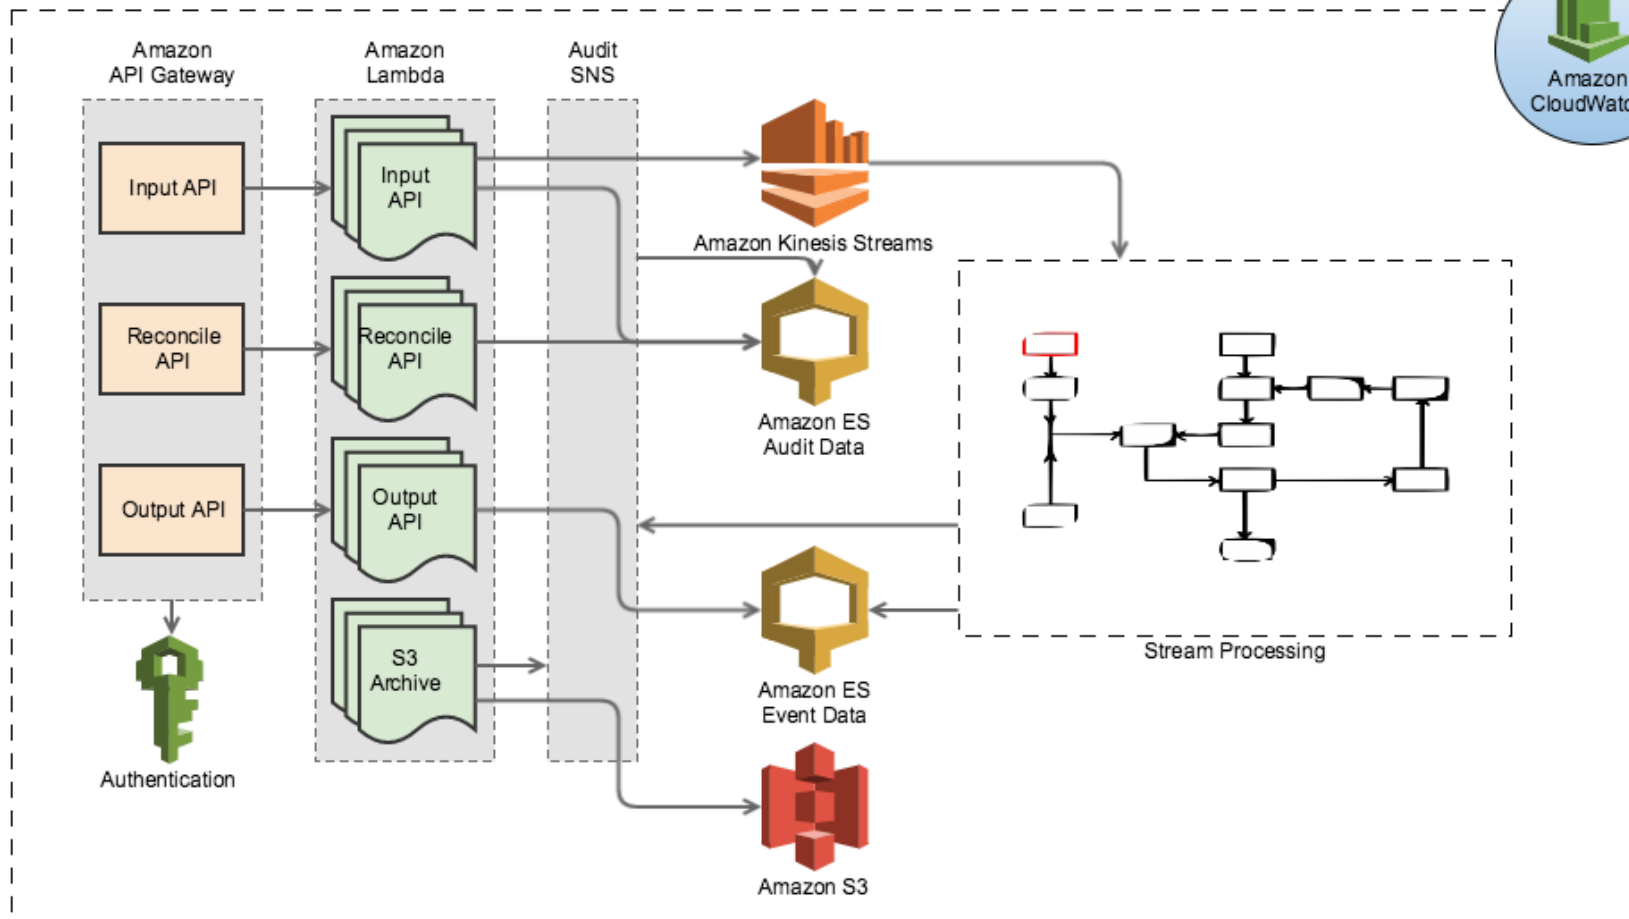 Amazon
API Gateway
Amazon
Lambda
Audit
SNS
Amazon
Input API
Input
API
Amazon Kinesis Streams
Reconcile
API
Reconcile
API
Amazon ES
Audit Data
Output API
Output
API
Stream Processing
S3
Archive
Amazon ES
Event Data
Authentication
Amazon S3